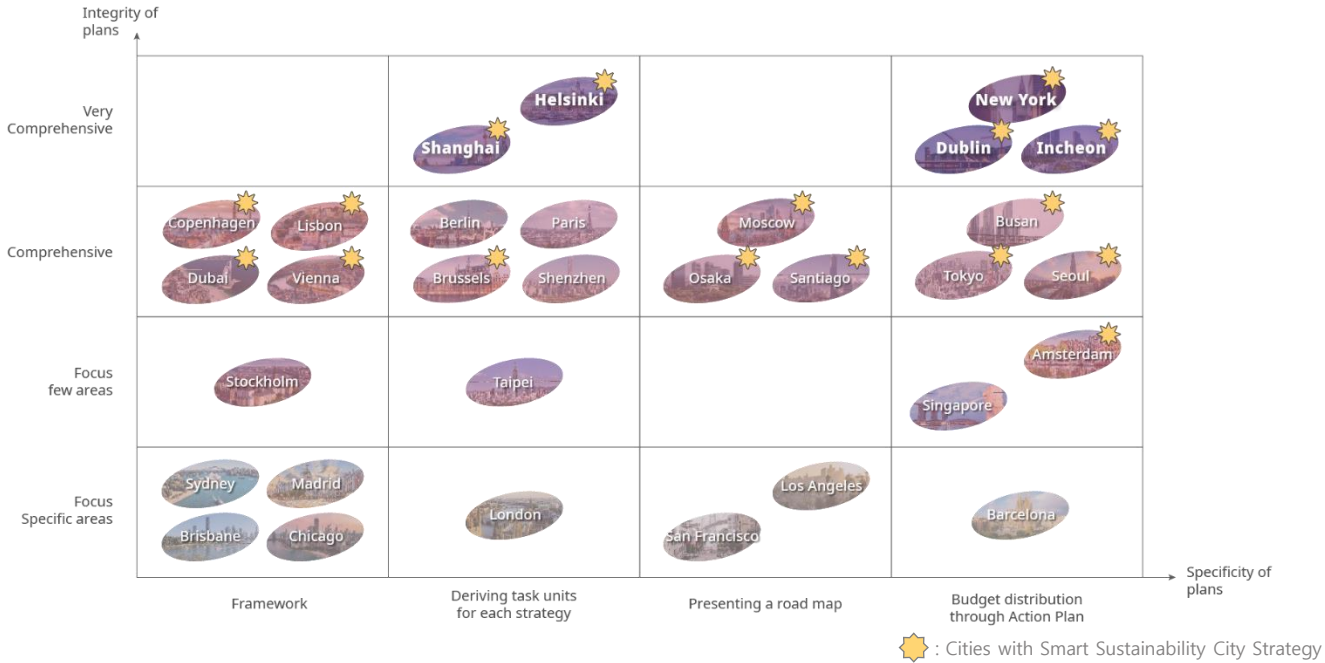 Integrity of
plans
Very
Comprehensive
Helsinki
Shanghai
New York
Dublin
Incheon
Comprehensive
Copenhagen
Lisbon
Dubai
Vienna
Berlin
Paris
Brussels
Shenzhen
Moscow
Osaka
Santiago
Busan
Tokyo
Seoul
Focus
few areas
Stockholm
Taipei
Amsterdam
Singapore
Focus
Specific areas
Sydney
Madrid
Brisbane
Chicago
London
Los Angeles
San Francisco
Barcelona
Specificity of
plans
Framework
Deriving task units
for each strategy
Presenting a road map
Budget distribution
through Action Plan
: Cities with Smart Sustainability City Strategy